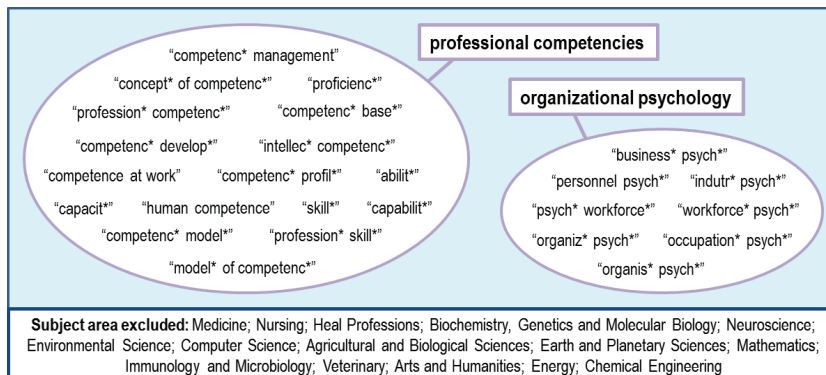 professional competencies
“competenc* management”
“concept* of competenc*” “proficienc*”
“profession* competenc*” “competenc* base*”
“competenc* develop*” “intellec* competenc*”
“competence at work” “competenc* profil*” “abilit*”
“capacit*” “human competence” “skill*” “capabilit*”
“competenc* model*” “profession* skill*”
“model* of competenc*”
organizational psychology
“business* psych*”
“personnel psych*” “indutr* psych*”
“psych* workforce*” “workforce* psych*”
“organiz* psych*” “occupation* psych*”
“organis* psych*”
Subject area excluded: Medicine; Nursing; Heal Professions; Biochemistry, Genetics and Molecular Biology; Neuroscience;
Environmental Science; Computer Science; Agricultural and Biological Sciences; Earth and Planetary Sciences; Mathematics;
Immunology and Microbiology; Veterinary; Arts and Humanities; Energy; Chemical Engineering